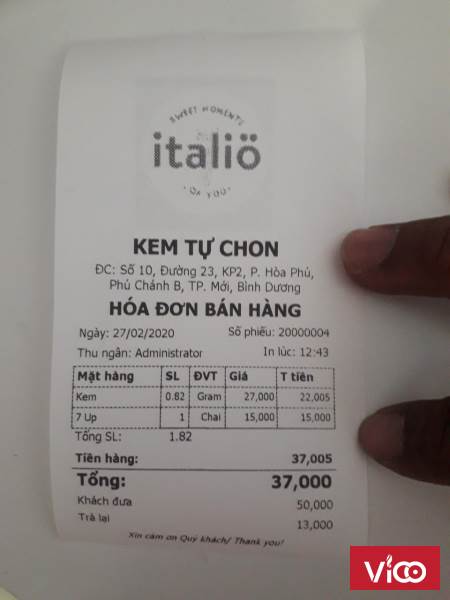 SWEET MOMENTS
italiö
OF YOU
KEM TỰ CHON
ĐC: Số 10, Đường 23, KP2, P. Hòa Phú,
Phú Chánh B, TP. Mới, Bình Dương
HÓA ĐƠN BÁN HÀNG
Ngày: 27/02/2020 Số phiếu: 20000004
Thu ngân: Administrator In lúc: 12:43
Mặt hàng SL ĐVT Giá T tiền
Kem 0.82 Gram 27,000 22,005
7 Up 1 Chai 15,000 15,000
Tổng SL: 1.82
Tiền hàng: 37,005
Tổng: 37,000
Khách đưa 50,000
Trả lại 13,000
Xin cảm ơn Quý khách/ Thank you!
VICO